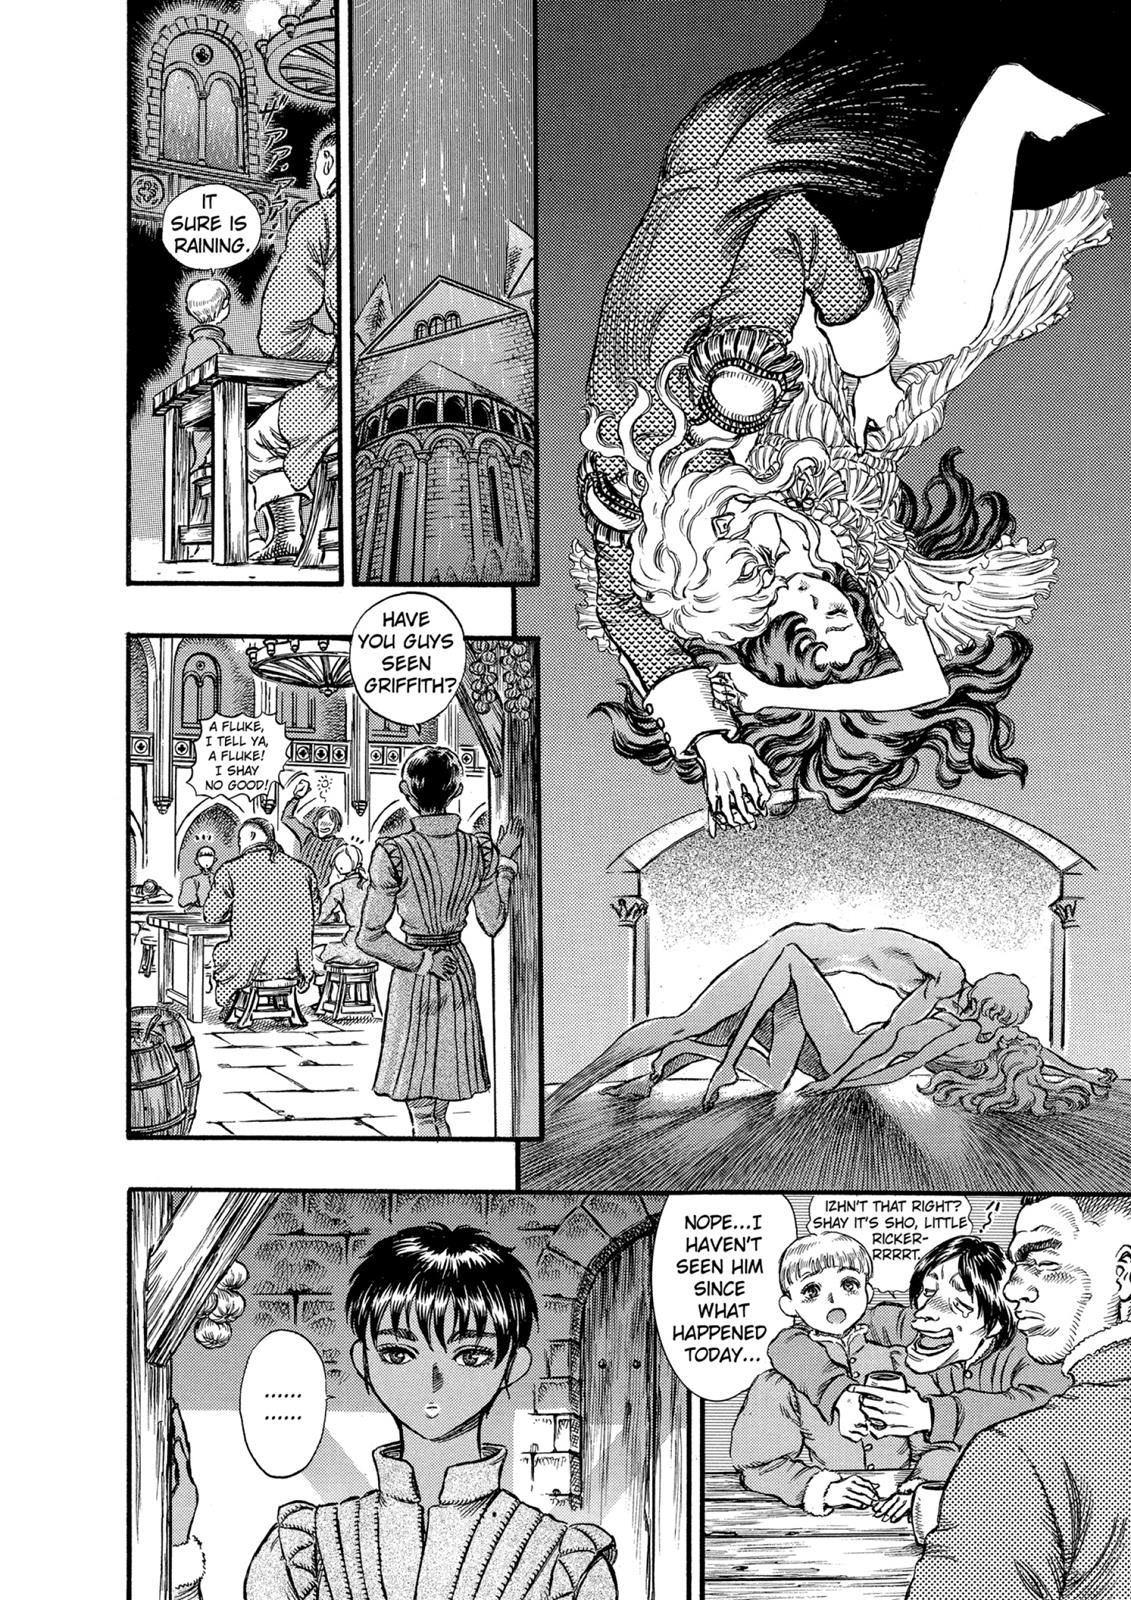 IT
SURE IS
RAINING.
HAVE
YOU GUYS
SEEN
GRIFFITH?
A FLUKE,
I TELL YA,
A FLUKE!
I SHAY
NO GOOD!
IZHN'T THAT RIGHT?
SHAY IT'S SHO, LITTLE
RICKER-
RRRRT.
NOPE...I
HAVEN'T
SEEN HIM
SINCE
WHAT
HAPPENED
TODAY...
......
......